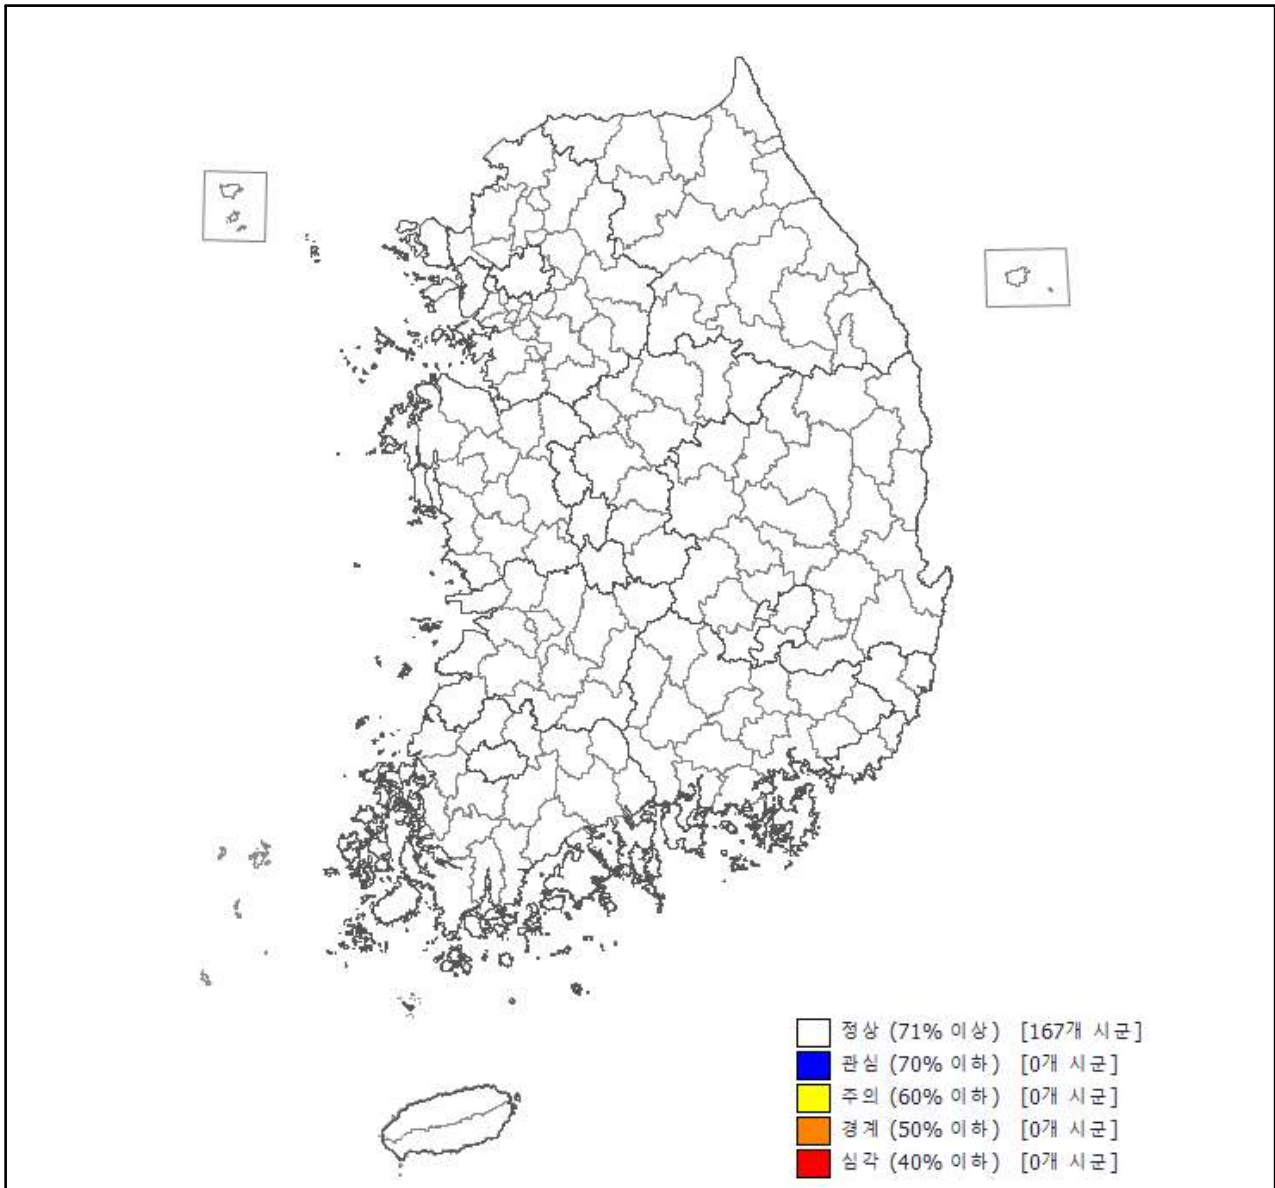 정상 (71% 이상) [167개 시군]
관심 (70% 이하) [0개 시군]
주의 (60% 이하) [0개 시군]
경계 (50% 이하) [0개 시군]
심각 (40% 이하) [0개 시군]